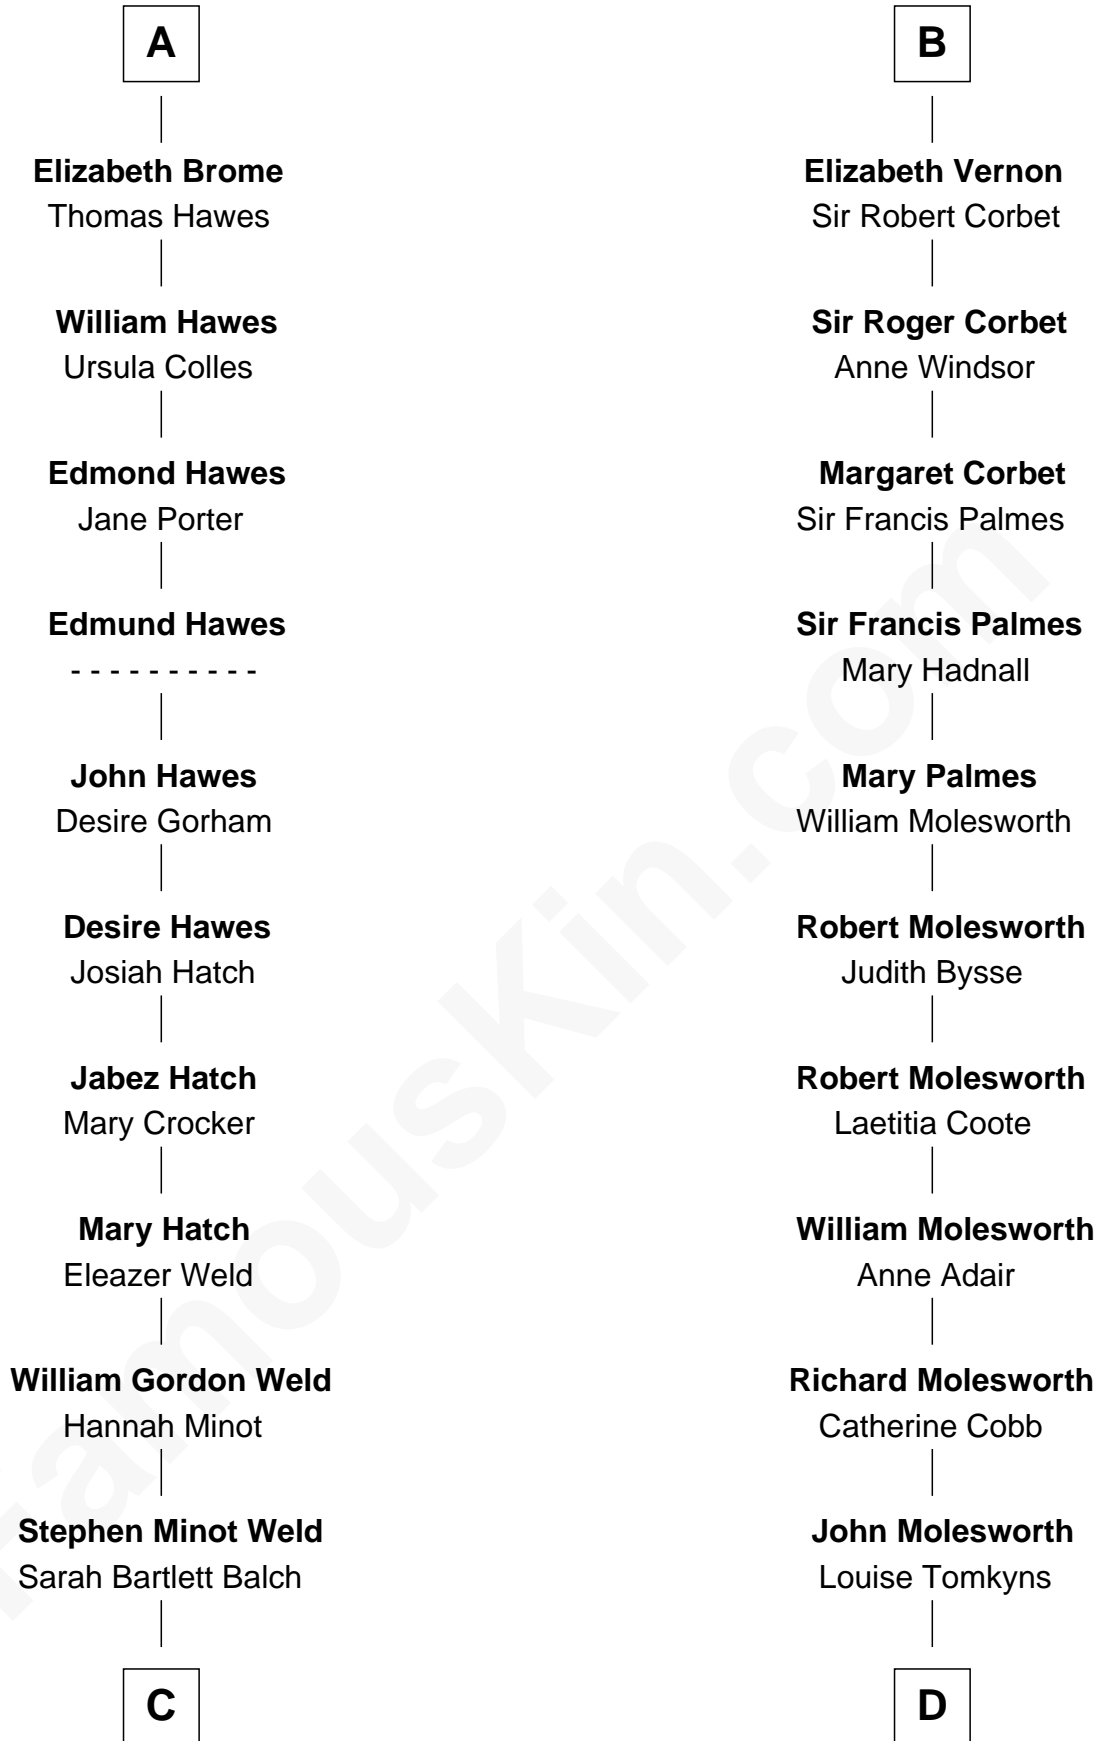 A
Elizabeth Brome
Thomas Hawes
William Hawes
Ursula Colles
Edmond Hawes
Jane Porter
Edmund Hawes
- - - - - - - - - -
John Hawes
Desire Gorham
Desire Hawes
Josiah Hatch
Jabez Hatch
Mary Crocker
Mary Hatch
Eleazer Weld
William Gordon Weld
Hannah Minot
Stephen Minot Weld
Sarah Bartlett Balch
C
B
Elizabeth Vernon
Sir Robert Corbet
Sir Roger Corbet
Anne Windsor
Margaret Corbet
Sir Francis Palmes
Sir Francis Palmes
Mary Hadnall
Mary Palmes
William Molesworth
Robert Molesworth
Judith Bysse
Robert Molesworth
Laetitia Coote
William Molesworth
Anne Adair
Richard Molesworth
Catherine Cobb
John Molesworth
Louise Tomkyns
D
FamousKin.com